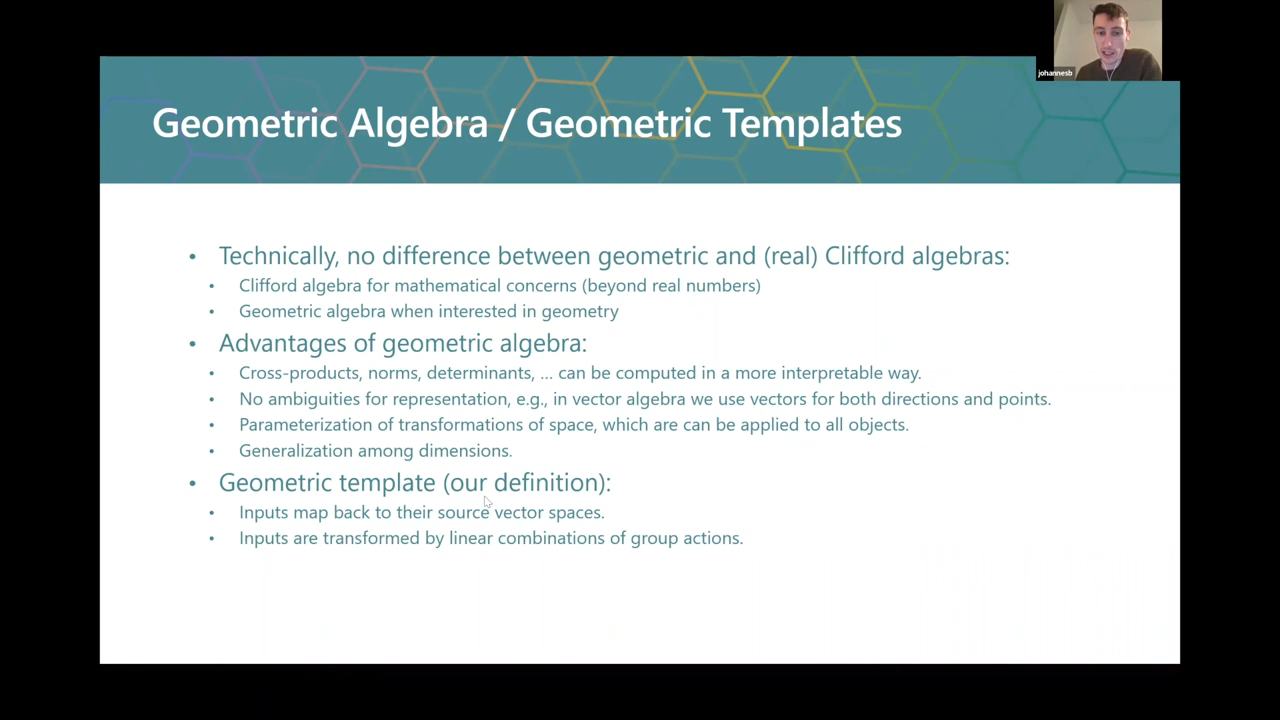 johannesb
Geometric Algebra / Geometric Templates
• Technically, no difference between geometric and (real) Clifford algebras:
• Clifford algebra for mathematical concerns (beyond real numbers)
• Geometric algebra when interested in geometry
• Advantages of geometric algebra:
• Cross-products, norms, determinants, ... can be computed in a more interpretable way.
• No ambiguities for representation, e.g., in vector algebra we use vectors for both directions and points.
• Parameterization of transformations of space, which are can be applied to all objects.
• Generalization among dimensions.
• Geometric template (our definition):
• Inputs map back to their source vector spaces.
• Inputs are transformed by linear combinations of group actions.